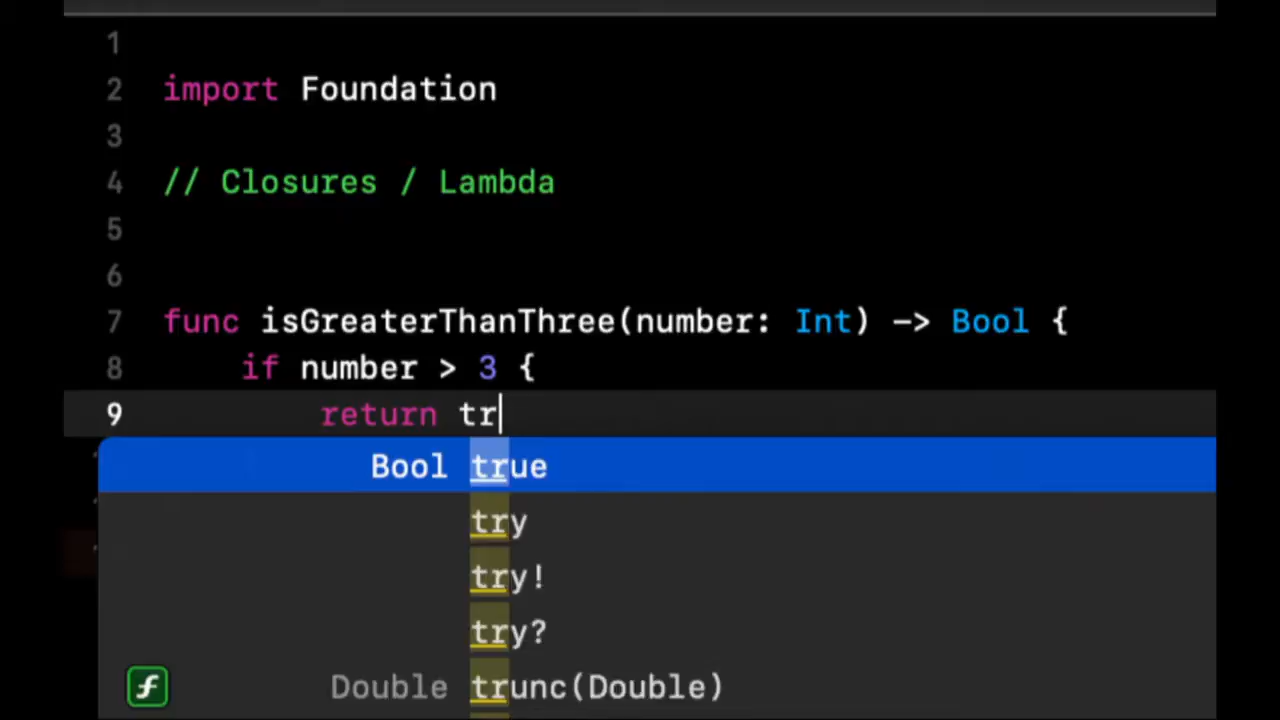 1
2 import Foundation
3
4 // Closures / Lambda
5
6
7 func isGreaterThanThree(number: Int) -> Bool {
8 if number > 3 {
9 return tr
Bool true
try
try!
try?
f Double trunc(Double)